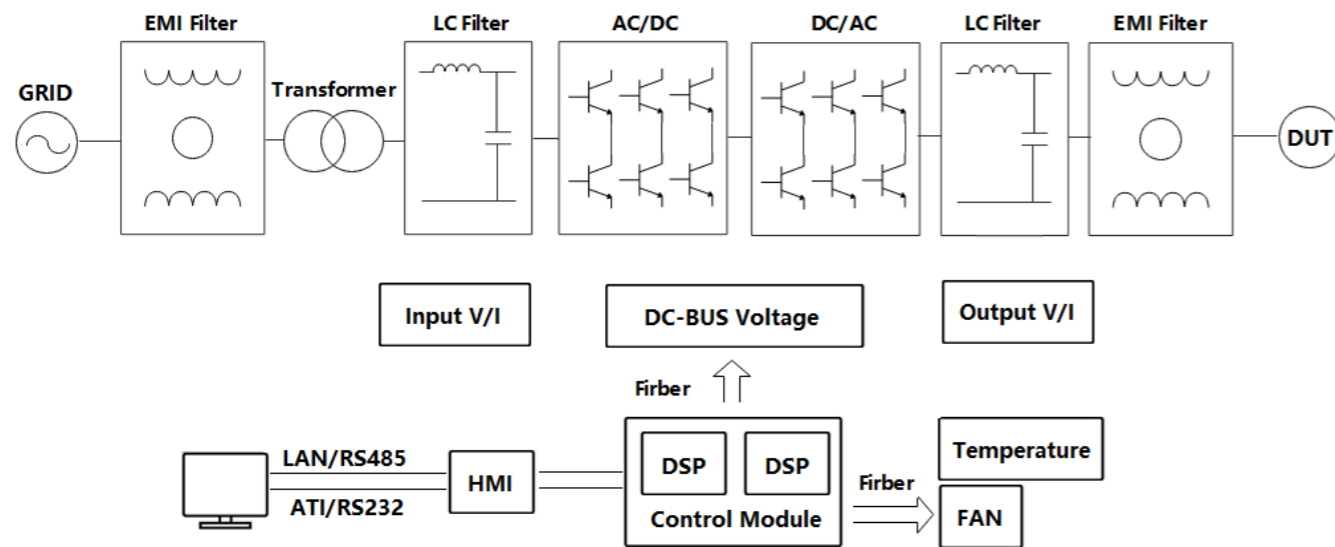 EMI Filter
LC Filter
AC/DC
DC/AC
LC Filter
EMI Filter
GRID
Transformer
DUT
Input V/I
DC-BUS Voltage
Output V/I
Firber
LAN/RS485
ATI/RS232
HMI
DSP
DSP
Control Module
Firber
Temperature
FAN